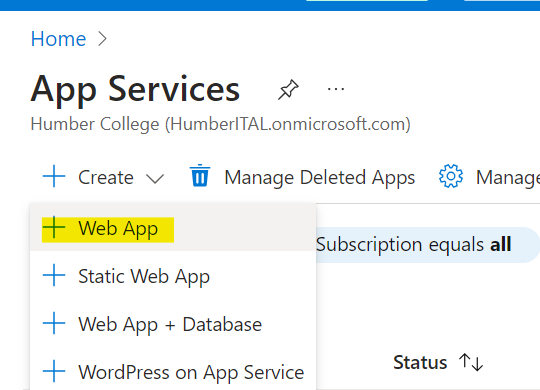 Home
App Services
Humber College (HumberITAL.onmicrosoft.com)
Create Manage Deleted Apps Manage
Web App
Subscription equals all
Static Web App
Web App + Database
Status
WordPress on App Service